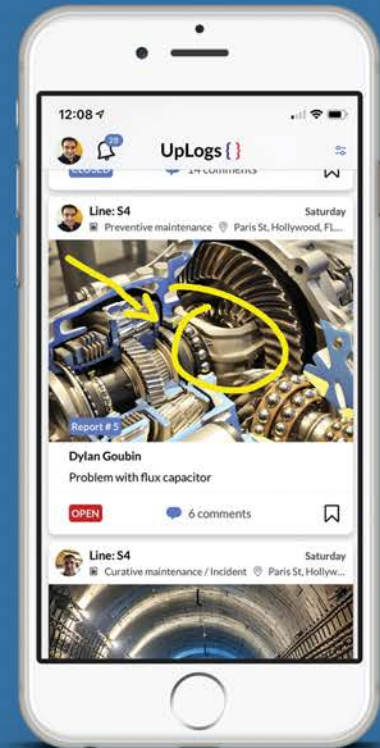 12:08
28
UpLogs { }
CLOSED 14 comments
Line: S4 Saturday
Preventive maintenance Paris St, Hollywood, FL...
Report # 5
Dylan Goubin
Problem with flux capacitor
OPEN 6 comments
Line: S4 Saturday
Curative maintenance / Incident Paris St, Hollyw...